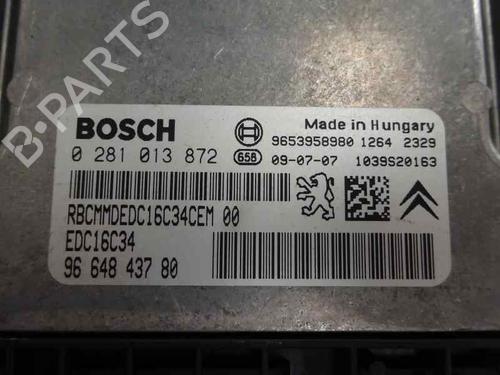 B-PARTS
BOSCH
Made in Hungary
9653958980 1264 2329
0 281 013 872 658 09-07-07 1039S20163
RBCMMDEDC16C34CEM 00
EDC16C34
96 648 437 80